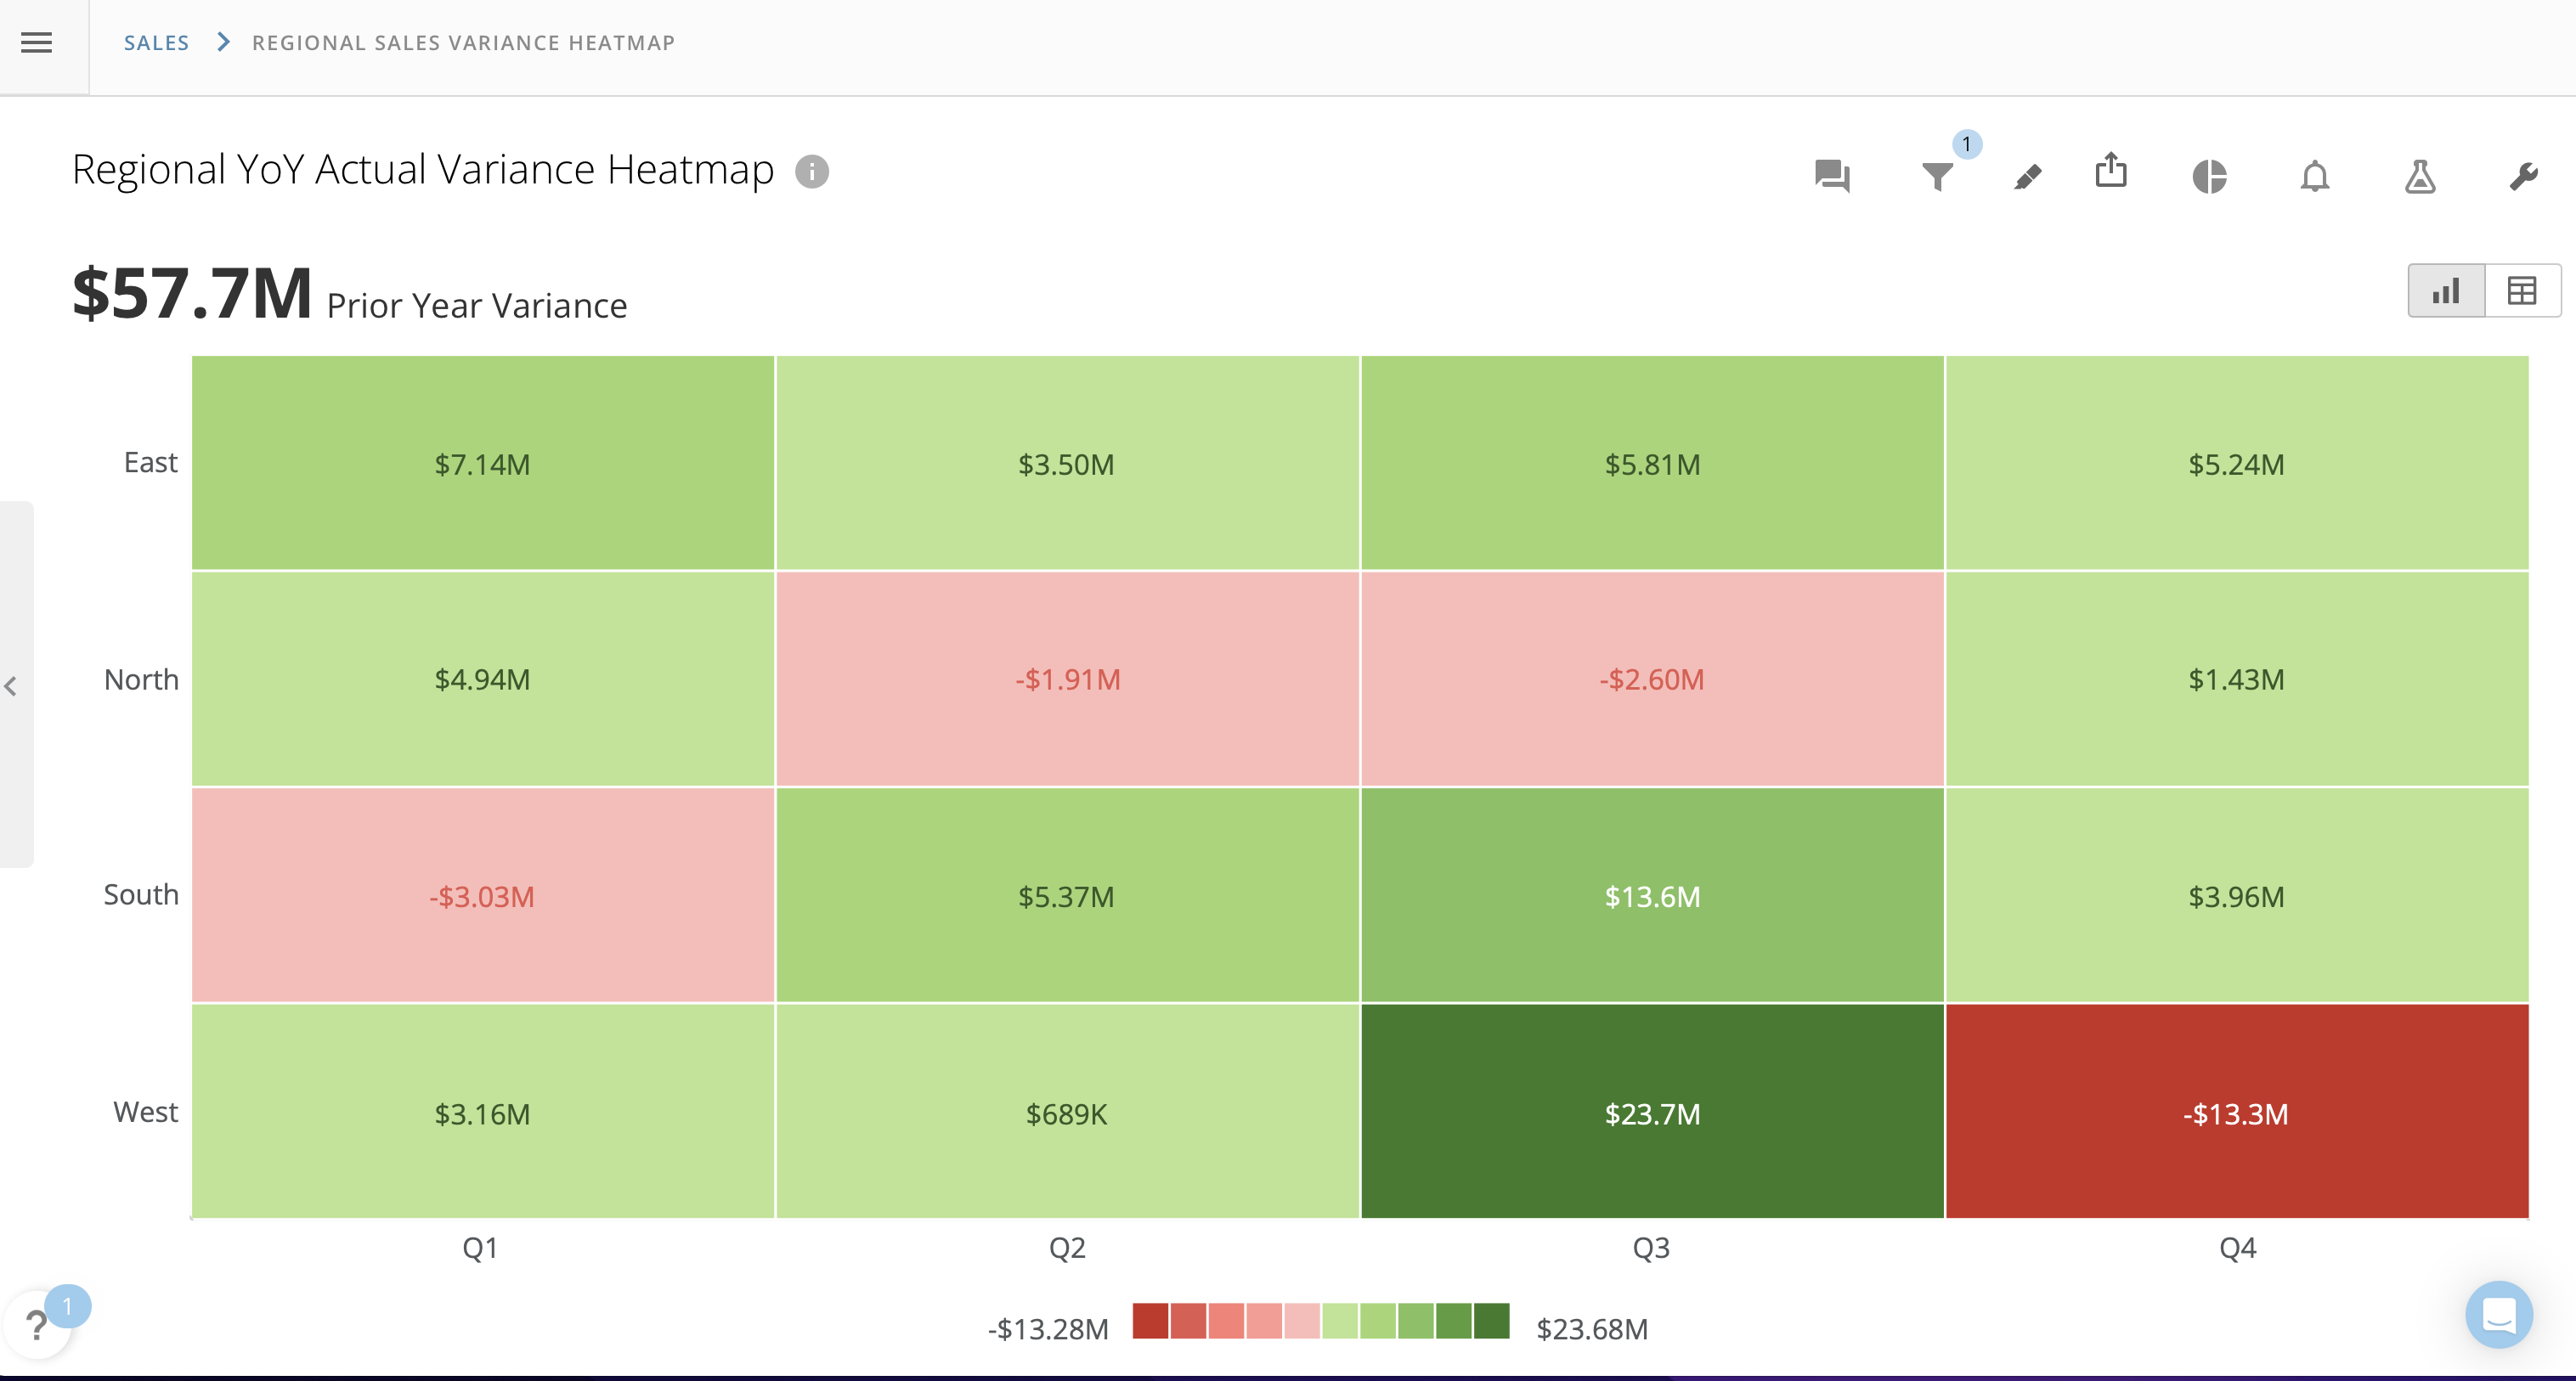 SALES > REGIONAL SALES VARIANCE HEATMAP
Regional YoY Actual Variance Heatmap i
1
$57.7M Prior Year Variance
East $7.14M $3.50M $5.81M $5.24M
North $4.94M -$1.91M -$2.60M $1.43M
South -$3.03M $5.37M $13.6M $3.96M
West $3.16M $689K $23.7M -$13.3M
Q1 Q2 Q3 Q4
? 1
-$13.28M $23.68M